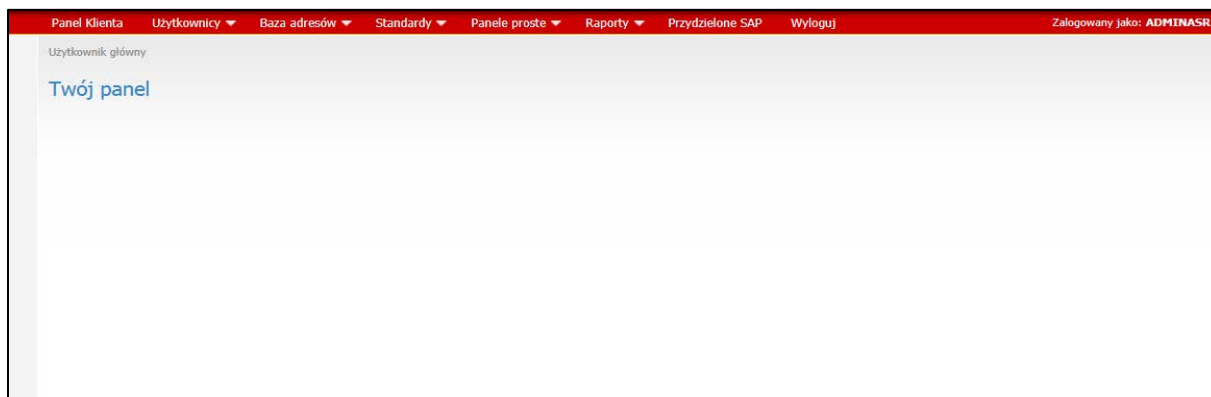 Panel Klienta Użytkownicy Baza adresów Standardy Panele proste Raporty Przydzielone SAP Wyloguj Zalogowany jako: ADMINASR
Użytkownik główny
Twój panel